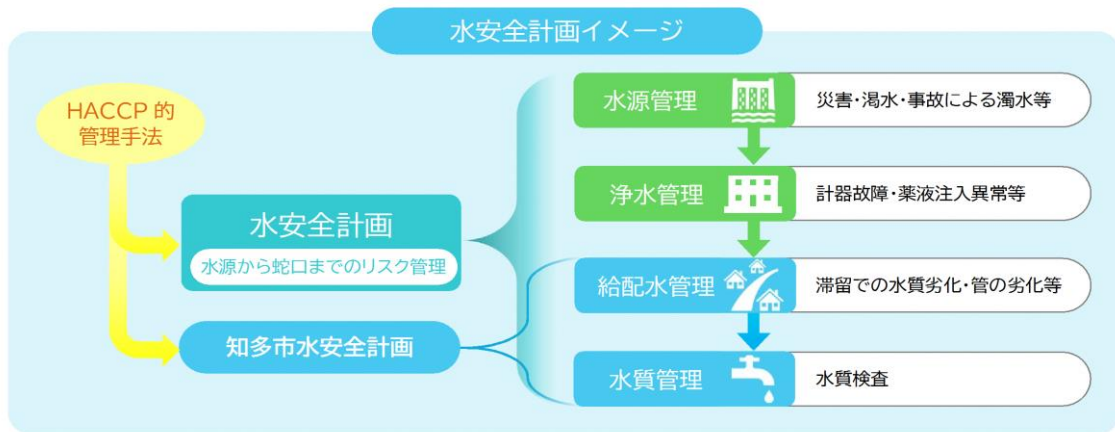 水安全計画イメージ
HACCP 的
管理手法
水安全計画
水源から蛇口までのリスク管理
知多市水安全計画
水源管理
災害・渇水・事故による濁水等
浄水管理
計器故障・薬液注入異常等
給配水管理
滞留での水質劣化・管の劣化等
水質管理
水質検査